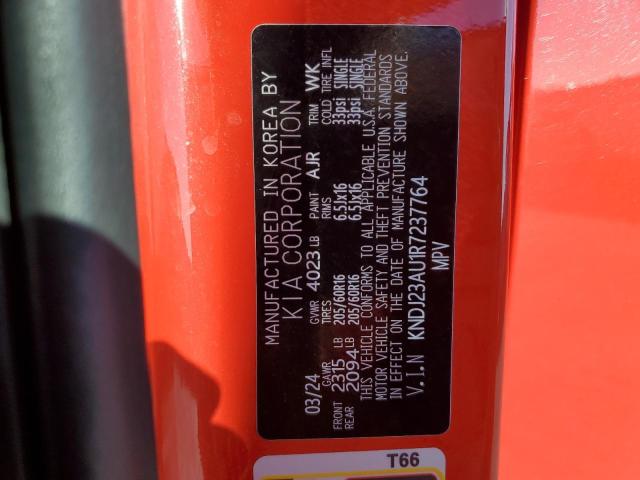 MANUFACTURED IN KOREA BY
KIA CORPORATION
03/24 GVWR 4023 LB PAINT AJR TRIM WK
GAWR TIRES RIMS COLD TIRE INFL
FRONT 2315 LB 205/60R16 6.5Jx16 33psi SINGLE
REAR 2094 LB 205/60R16 6.5Jx16 33psi SINGLE
THIS VEHICLE CONFORMS TO ALL APPLICABLE U.S.A. FEDERAL
MOTOR VEHICLE SAFETY AND THEFT PREVENTION STANDARDS
IN EFFECT ON THE DATE OF MANUFACTURE SHOWN ABOVE.
V.I.N KNDJ23AU1R7237764
MPV
T66